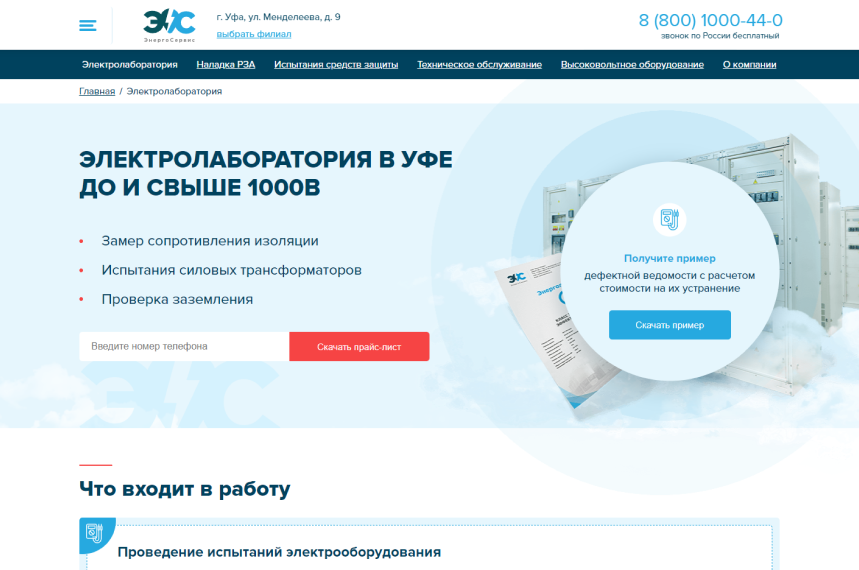 ЭНС
ЭнергоСервис
г. Уфа, ул. Менделеева, д. 9
выбрать филиал
8 (800) 1000-44-0
звонок по России бесплатный
Электролаборатория Наладка РЗА Испытания средств защиты Техническое обслуживание Высоковольтное оборудование О компании
Главная / Электролаборатория
ЭЛЕКТРОЛАБОРАТОРИЯ В УФЕ
ДО И СВЫШЕ 1000В
Замер сопротивления изоляции
Испытания силовых трансформаторов
Проверка заземления
Введите номер телефона
Скачать прайс-лист
Получите пример
дефектной ведомости с расчетом
стоимости на их устранение
Скачать пример
Что входит в работу
Проведение испытаний электрооборудования